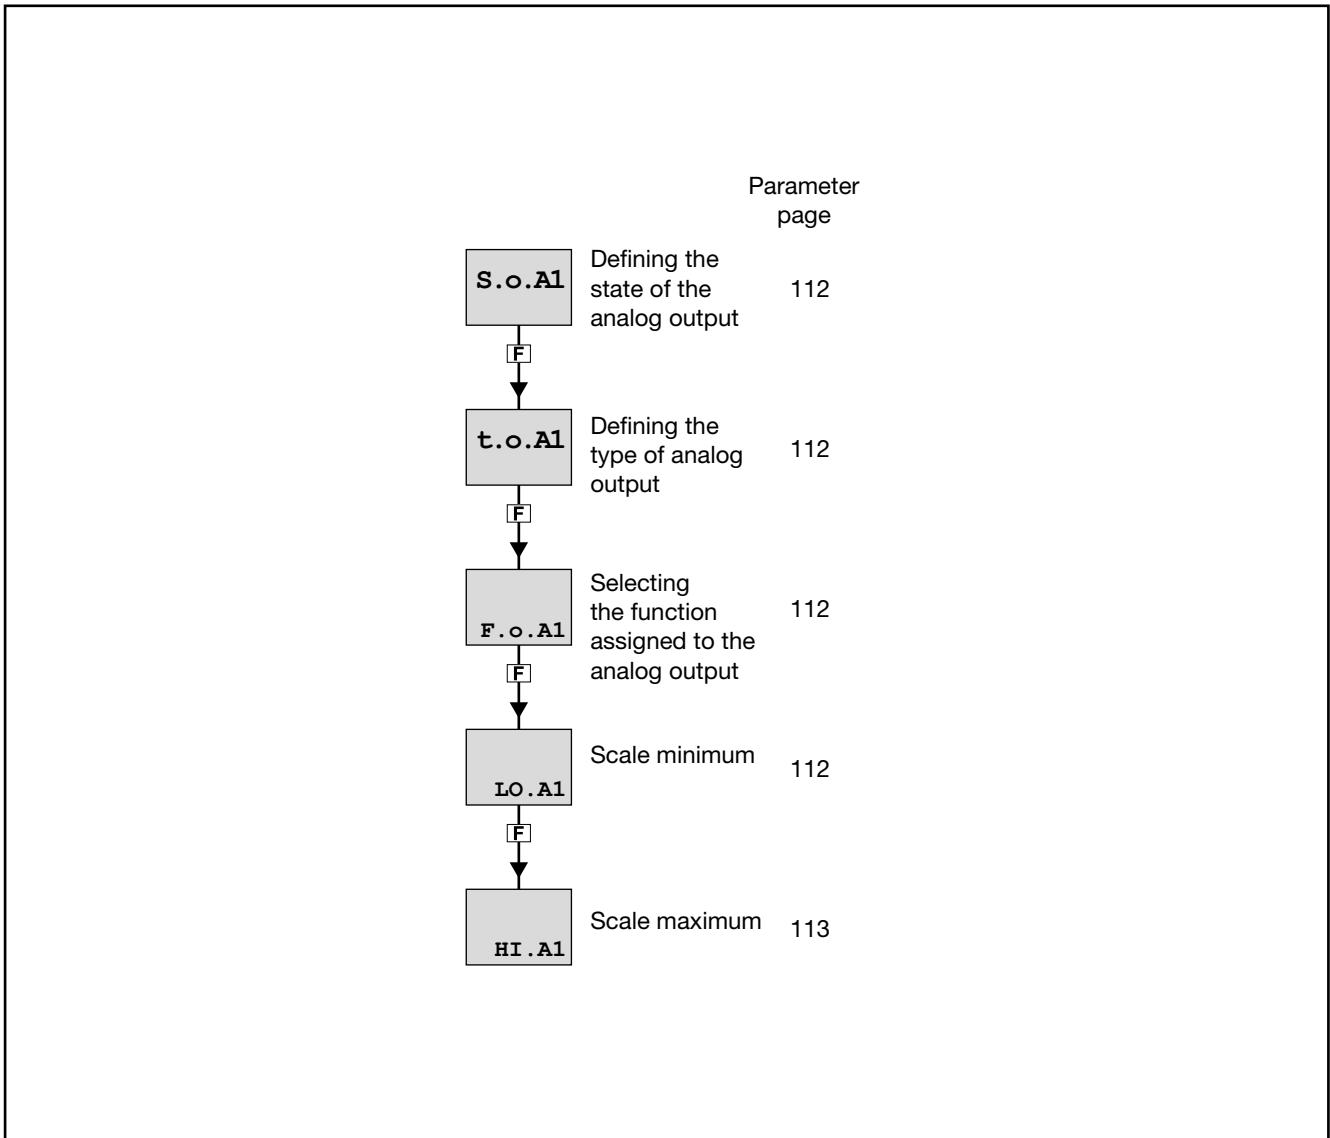 Parameter
page
S.o.A1
Defining the
state of the
analog output
112
F
t.o.A1
Defining the
type of analog
output
112
F
F.o.A1
Selecting
the function
assigned to the
analog output
112
F
LO.A1
Scale minimum
112
F
HI.A1
Scale maximum
113